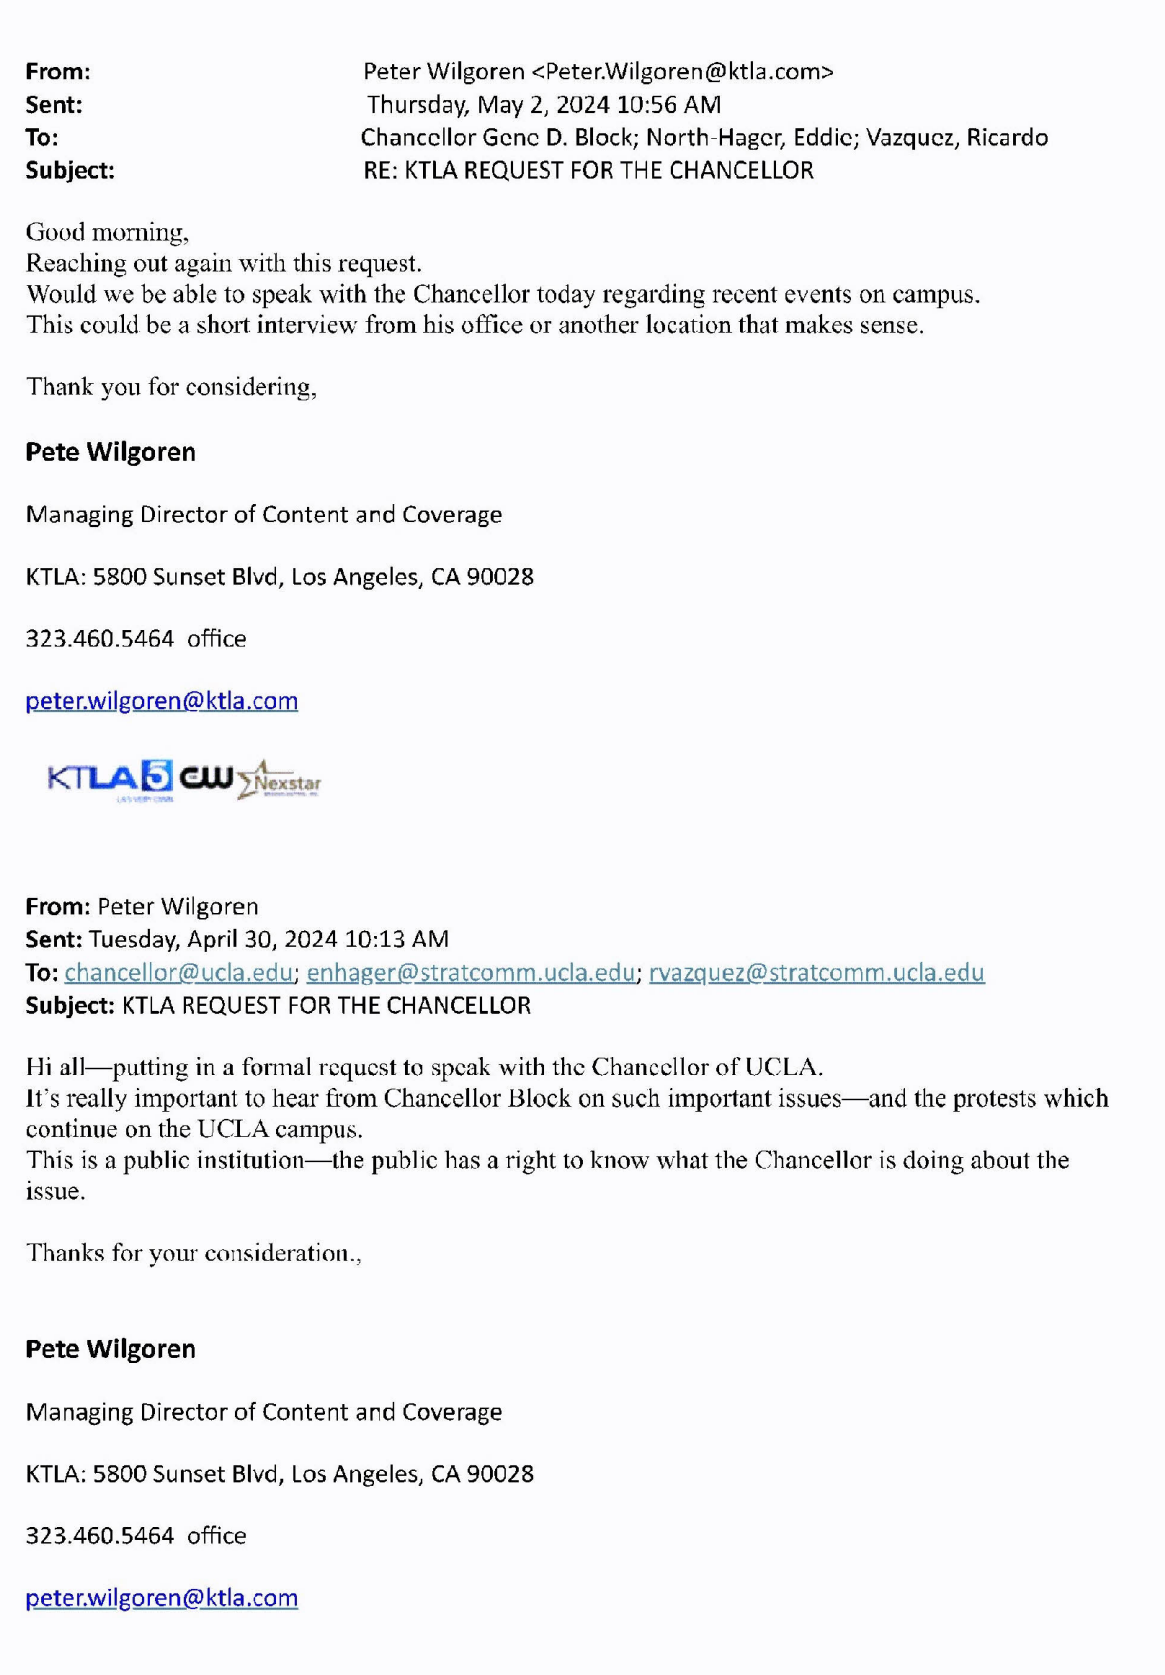 From: Peter Wilgoren <Peter.Wilgoren@ktla.com>
Sent: Thursday, May 2, 2024 10:56 AM
To: Chancellor Gene D. Block; North-Hager, Eddie; Vazquez, Ricardo
Subject: RE: KTLA REQUEST FOR THE CHANCELLOR
Good morning,
Reaching out again with this request.
Would we be able to speak with the Chancellor today regarding recent events on campus.
This could be a short interview from his office or another location that makes sense.
Thank you for considering,
Pete Wilgoren
Managing Director of Content and Coverage
KTLA: 5800 Sunset Blvd, Los Angeles, CA 90028
323.460.5464 office
peter.wilgoren@ktla.com
KTLA 5 CW Nexstar
From: Peter Wilgoren
Sent: Tuesday, April 30, 2024 10:13 AM
To: chancellor@ucla.edu; enhager@stratcomm.ucla.edu; rvazquez@stratcomm.ucla.edu
Subject: KTLA REQUEST FOR THE CHANCELLOR
Hi all—putting in a formal request to speak with the Chancellor of UCLA.
It's really important to hear from Chancellor Block on such important issues—and the protests which
continue on the UCLA campus.
This is a public institution—the public has a right to know what the Chancellor is doing about the
issue.
Thanks for your consideration.,
Pete Wilgoren
Managing Director of Content and Coverage
KTLA: 5800 Sunset Blvd, Los Angeles, CA 90028
323.460.5464 office
peter.wilgoren@ktla.com